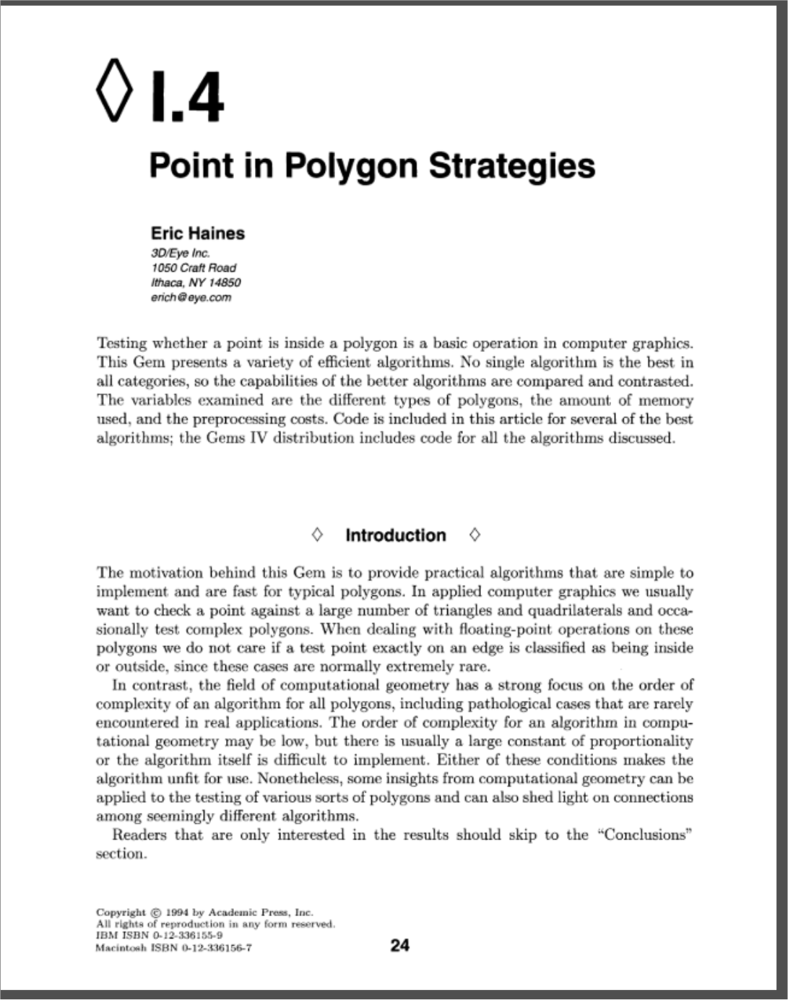 ◊ I.4
Point in Polygon Strategies
Eric Haines
3D/Eye Inc.
1050 Craft Road
Ithaca, NY 14850
erich@eye.com
Testing whether a point is inside a polygon is a basic operation in computer graphics.
This Gem presents a variety of efficient algorithms. No single algorithm is the best in
all categories, so the capabilities of the better algorithms are compared and contrasted.
The variables examined are the different types of polygons, the amount of memory
used, and the preprocessing costs. Code is included in this article for several of the best
algorithms; the Gems IV distribution includes code for all the algorithms discussed.
◊ Introduction ◊
The motivation behind this Gem is to provide practical algorithms that are simple to
implement and are fast for typical polygons. In applied computer graphics we usually
want to check a point against a large number of triangles and quadrilaterals and occa-
sionally test complex polygons. When dealing with floating-point operations on these
polygons we do not care if a test point exactly on an edge is classified as being inside
or outside, since these cases are normally extremely rare.
In contrast, the field of computational geometry has a strong focus on the order of
complexity of an algorithm for all polygons, including pathological cases that are rarely
encountered in real applications. The order of complexity for an algorithm in compu-
tational geometry may be low, but there is usually a large constant of proportionality
or the algorithm itself is difficult to implement. Either of these conditions makes the
algorithm unfit for use. Nonetheless, some insights from computational geometry can be
applied to the testing of various sorts of polygons and can also shed light on connections
among seemingly different algorithms.
Readers that are only interested in the results should skip to the “Conclusions”
section.
Copyright © 1994 by Academic Press, Inc.
All rights of reproduction in any form reserved.
IBM ISBN 0-12-336155-9
Macintosh ISBN 0-12-336156-7
24